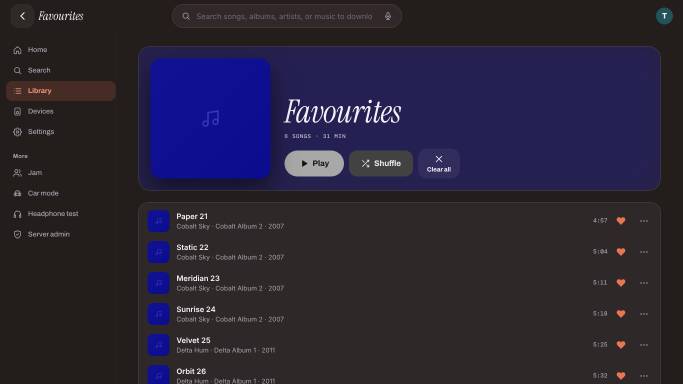 Favourites
Search songs, albums, artists, or music to downlo
T
Home
Search
Library
Devices
Settings
More
Jam
Car mode
Headphone test
Server admin
Favourites
8 SONGS · 31 MIN
Play
Shuffle
Clear all
Paper 21
Cobalt Sky · Cobalt Album 2 · 2007
4:57
Static 22
Cobalt Sky · Cobalt Album 2 · 2007
5:04
Meridian 23
Cobalt Sky · Cobalt Album 2 · 2007
5:11
Sunrise 24
Cobalt Sky · Cobalt Album 2 · 2007
5:18
Velvet 25
Delta Hum · Delta Album 1 · 2011
5:25
Orbit 26
Delta Hum · Delta Album 1 · 2011
5:32